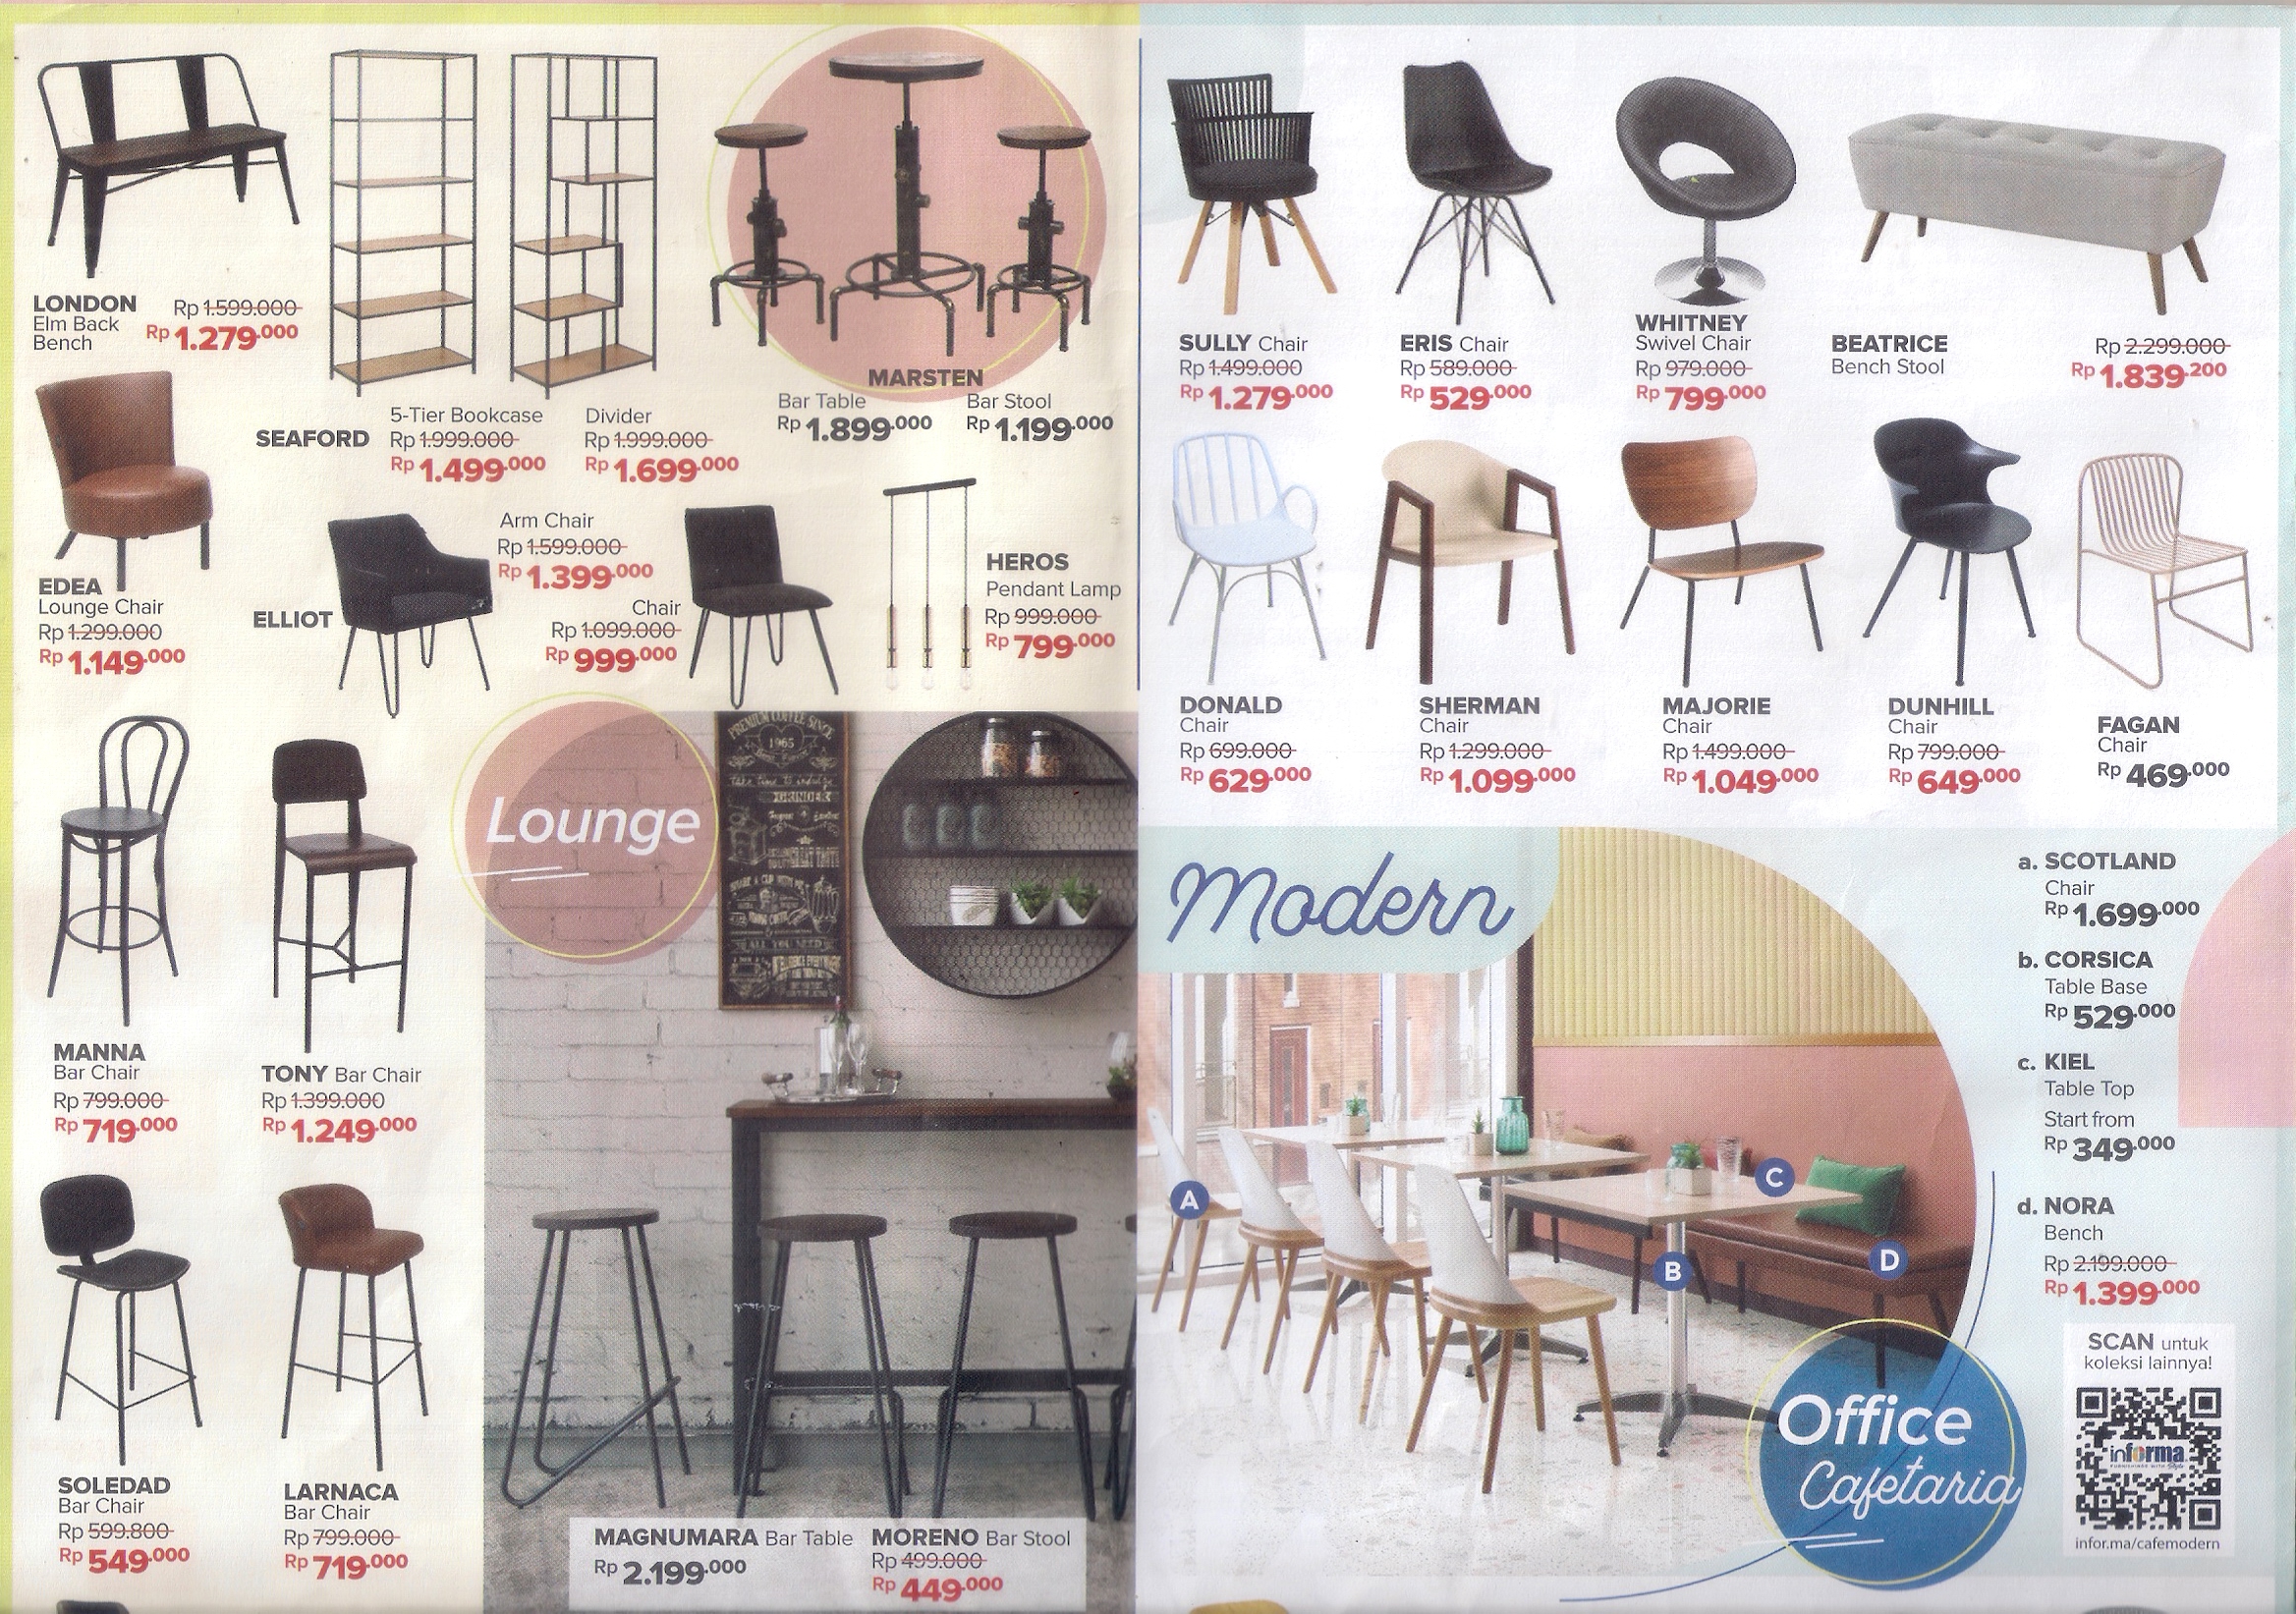 LONDON
Elm Back
Bench
Rp 1.599.000
Rp 1.279.000
SEAFORD
5-Tier Bookcase
Rp 1.999.000
Rp 1.499.000
Divider
Rp 1.999.000
Rp 1.699.000
MARSTEN
Bar Table
Rp 1.899.000
Bar Stool
Rp 1.199.000
EDEA
Lounge Chair
Rp 1.299.000
Rp 1.149.000
ELLIOT
Arm Chair
Rp 1.599.000
Rp 1.399.000
Chair
Rp 1.099.000
Rp 999.000
HEROS
Pendant Lamp
Rp 999.000
Rp 799.000
MANNA
Bar Chair
Rp 799.000
Rp 719.000
TONY Bar Chair
Rp 1.399.000
Rp 1.249.000
SOLEDAD
Bar Chair
Rp 599.800
Rp 549.000
LARNACA
Bar Chair
Rp 799.000
Rp 719.000
Lounge
PREMIUM COFFEE SINCE
1965
Take time to indulge
GRINDER
ALL YOU NEED
MAGNUMARA Bar Table
Rp 2.199.000
MORENO Bar Stool
Rp 499.000
Rp 449.000
SULLY Chair
Rp 1.499.000
Rp 1.279.000
ERIS Chair
Rp 589.000
Rp 529.000
WHITNEY
Swivel Chair
Rp 979.000
Rp 799.000
BEATRICE
Bench Stool
Rp 2.299.000
Rp 1.839.200
DONALD
Chair
Rp 699.000
Rp 629.000
SHERMAN
Chair
Rp 1.299.000
Rp 1.099.000
MAJORIE
Chair
Rp 1.499.000
Rp 1.049.000
DUNHILL
Chair
Rp 799.000
Rp 649.000
FAGAN
Chair
Rp 469.000
Modern
A
B
C
D
a. SCOTLAND
Chair
Rp 1.699.000
b. CORSICA
Table Base
Rp 529.000
c. KIEL
Table Top
Start from
Rp 349.000
d. NORA
Bench
Rp 2.199.000
Rp 1.399.000
Office
Cafetaria
SCAN untuk
koleksi lainnya!
informa
infor.ma/cafemodern